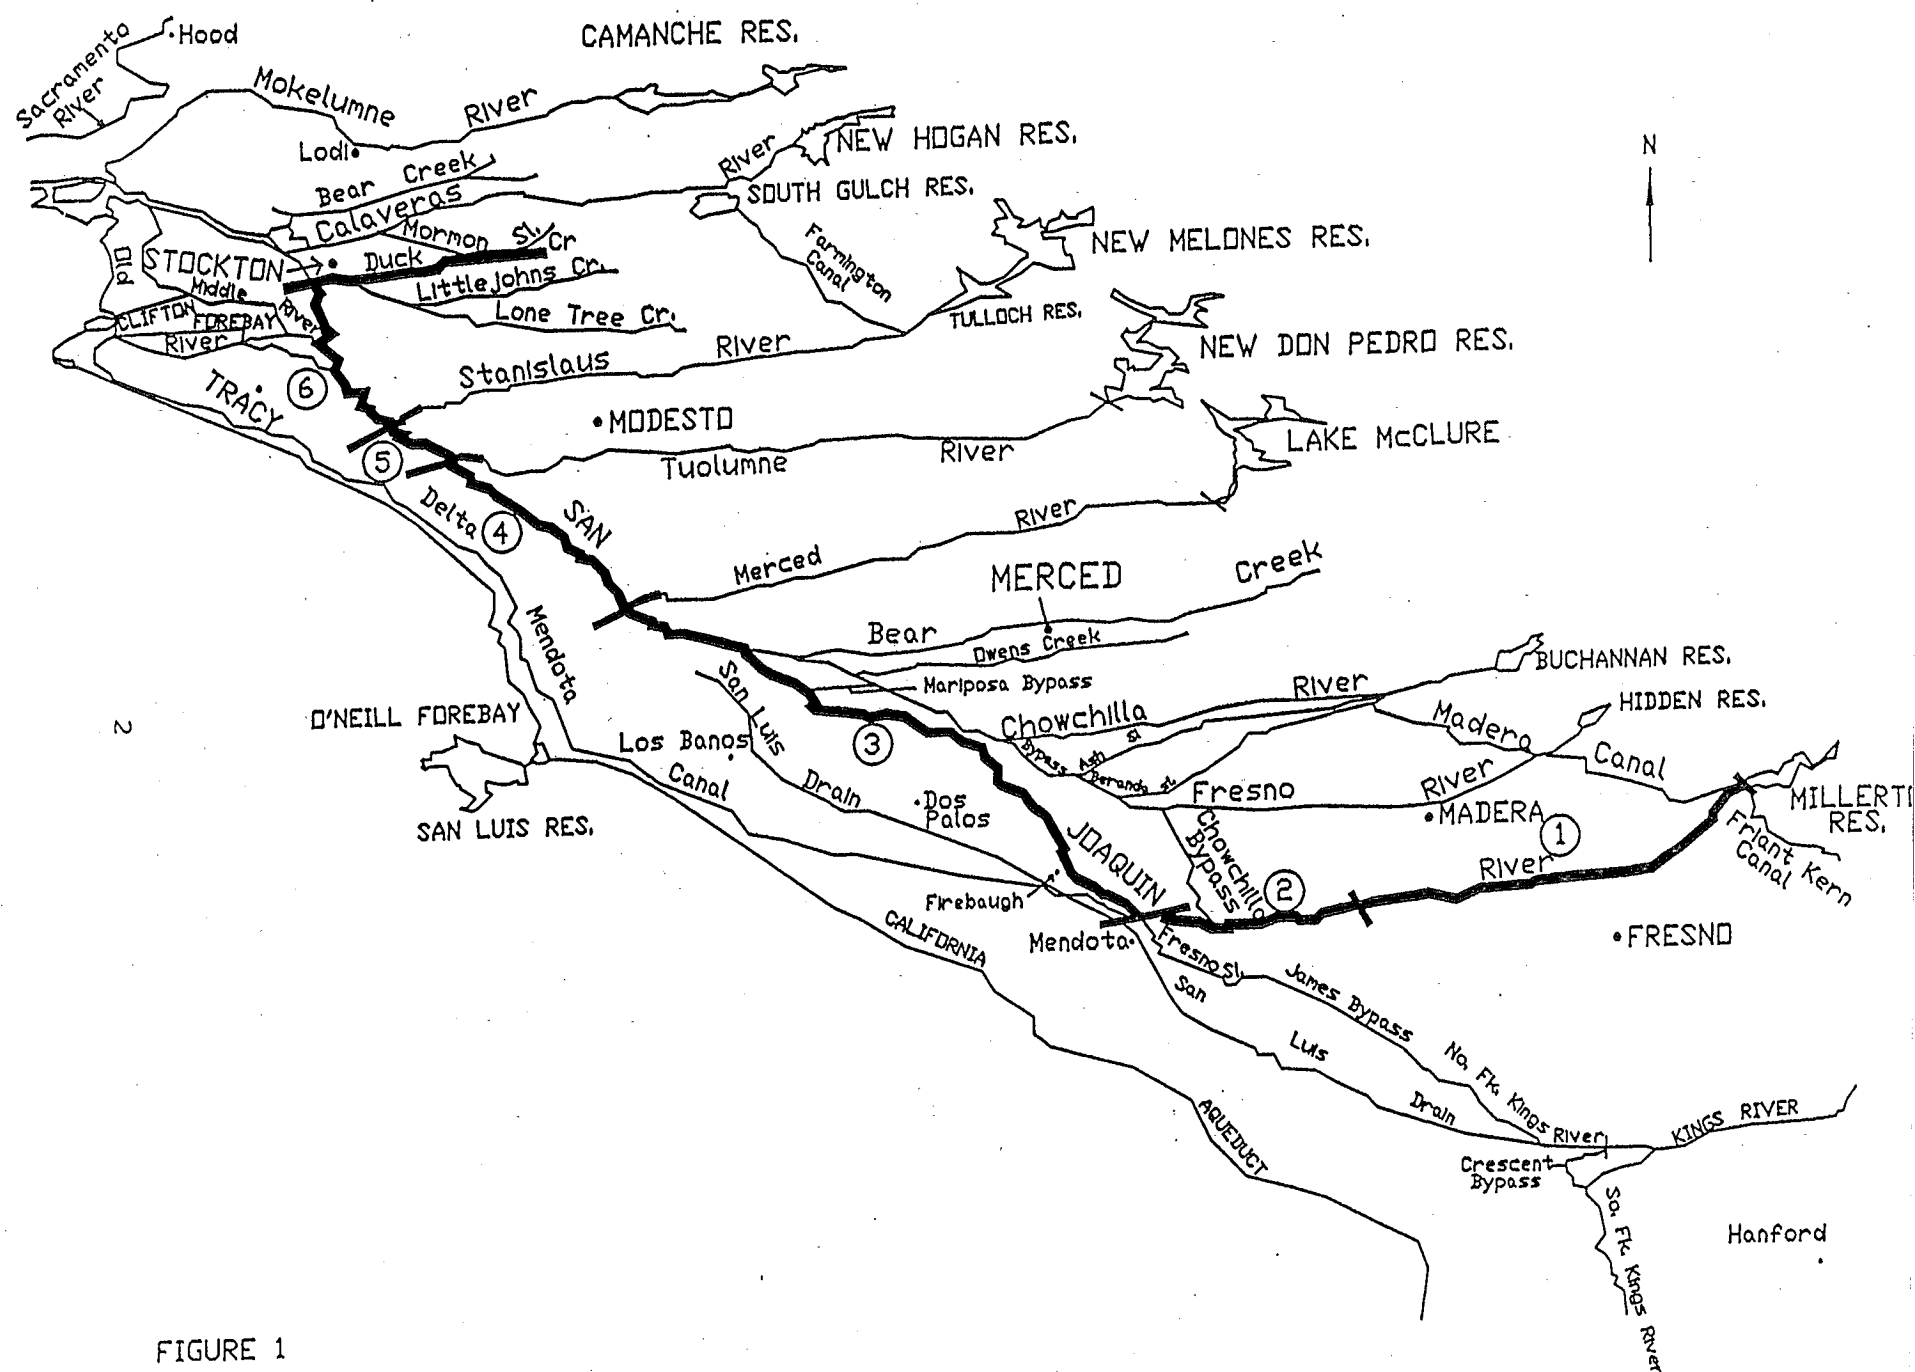 Hood
CAMANCHE RES.
Sacramento
River
Mokelumne
River
Lodi
NEW HOGAN RES.
River
Bear Creek
SOUTH GULCH RES.
Calaveras
Mormon Sl.
Cr
Duck
STOCKTON
Old
Farmington
Canal
NEW MELONES RES.
N
Middle
River
LittleJohns Cr.
CLIFTON
FOREBAY
Lone Tree Cr.
TULLOCH RES.
River
NEW DON PEDRO RES.
Stanislaus
River
6
TRACY
MODESTO
LAKE McCLURE
5
Tuolumne
River
Delta
4
SAN
River
Merced
MERCED
Creek
Bear
Owens Creek
Mendota
San
Luis
Mariposa Bypass
River
BUCHANNAN RES.
HIDDEN RES.
2
O'NEILL FOREBAY
Chowchilla
Madera
Canal
Los Banos
3
Bypass
Ash
Sl
Beranda Sl.
Canal
Drain
Dos
Palos
Fresno
River
MADERA
MILLERT
RES.
SAN LUIS RES.
JOAQUIN
Chowchilla
Bypass
1
River
Friant Kern
Canal
2
Firebaugh
CALIFORNIA
Mendota
Fresno Sl.
FRESNO
San
James Bypass
Luis
No. Fk. Kings
River
Drain
KINGS RIVER
AQUEDUCT
Crescent
Bypass
So. Fk. Kings River
Hanford
FIGURE 1